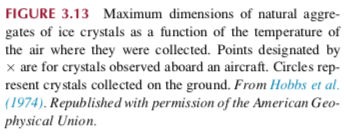 FIGURE 3.13 Maximum dimensions of natural aggre-
gates of ice crystals as a function of the temperature of
the air where they were collected. Points designated by
× are for crystals observed aboard an aircraft. Circles rep-
resent crystals collected on the ground. From Hobbs et al.
(1974). Republished with permission of the American Geo-
physical Union.